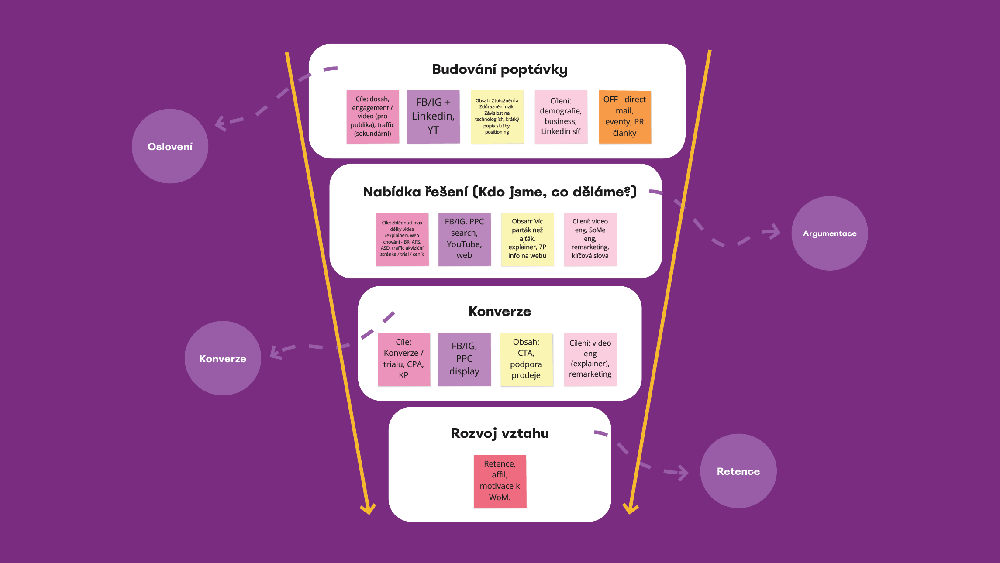 Budování poptávky
Cíle: dosah,
engagement /
video (pro
publika), traffic
(sekundární)
FB/IG +
Linkedin,
YT
Obsah: Ztotožnění a
Zdůraznění rizik,
Závislost na
technologiích, krátký
popis služby,
positioning
Cílení:
demografie,
business,
Linkedin síť
OFF - direct
mail,
eventy, PR
články
Oslovení
Nabídka řešení (Kdo jsme, co děláme?)
Cíle: zhlédnutí max
délky videa
(explainer), web
chování - BR, APS,
ASD, traffic akviziční
stránka / trial / ceník
FB/IG, PPC
search,
YouTube,
web
Obsah: Víc
parťák než
ajťák,
explainer, 7P
info na webu
Cílení: video
eng, SoMe
eng,
remarketing,
klíčová slova
Argumentace
Konverze
Cíle:
Konverze /
trialu, CPA,
KP
FB/IG,
PPC
display
Obsah:
CTA,
podpora
prodeje
Cílení: video
eng
(explainer),
remarketing
Konverze
Rozvoj vztahu
Retence,
affil,
motivace k
WoM.
Retence